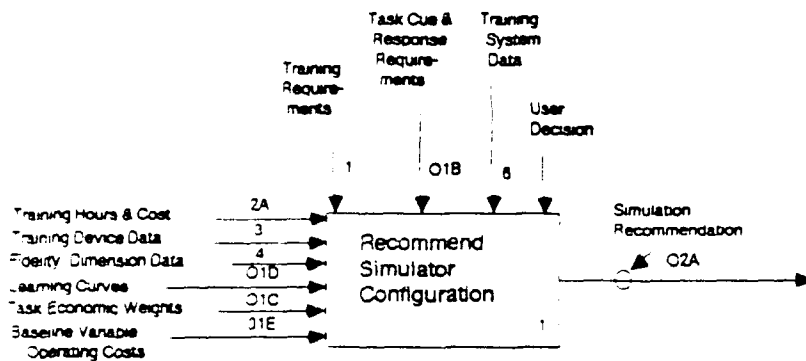 Task Cue &
Response
Require-
ments
Training
System
Data
Training
Require-
ments
User
Decision
1
O1B
6
Training Hours & Cost
2A
Training Device Data
3
Fidelity Dimension Data
4
Learning Curves
O1D
Task Economic Weights
O1C
Baseline Variable
Operating Costs
O1E
Recommend
Simulator
Configuration
1
Simulation
Recommendation
O2A